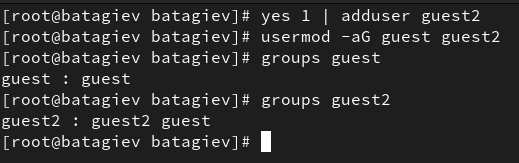 [root@batagiev batagiev]# yes 1 | adduser guest2
[root@batagiev batagiev]# usermod -aG guest guest2
[root@batagiev batagiev]# groups guest
guest : guest
[root@batagiev batagiev]# groups guest2
guest2 : guest2 guest
[root@batagiev batagiev]#